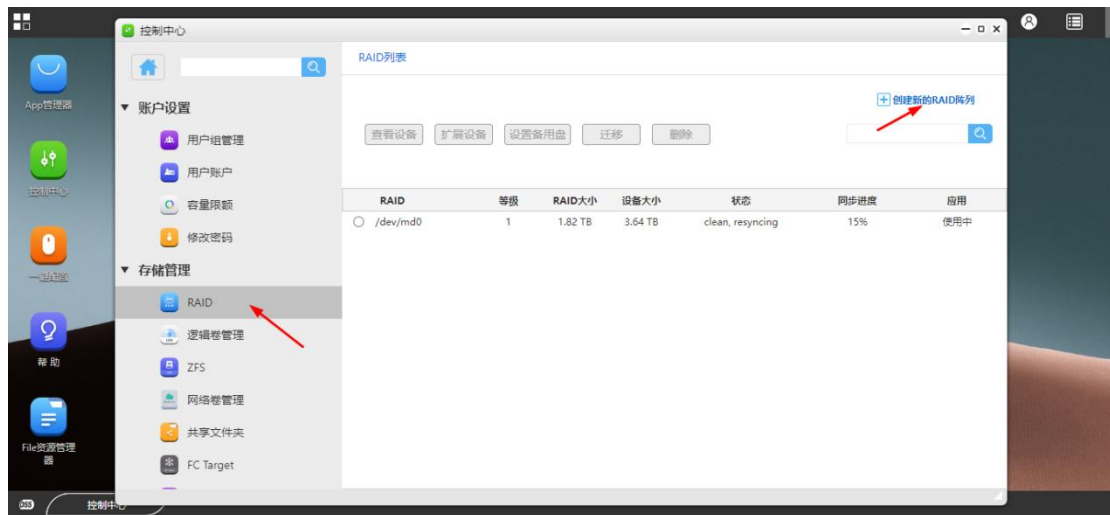 控制中心
RAID列表
App管理器
账户设置
创建新的RAID阵列
用户组管理
查看设备 扩展设备 设置备用盘 迁移 删除
用户账户
控制中心
容量限额
RAID 等级 RAID大小 设备大小 状态 同步进度 应用
/dev/md0 1 1.82 TB 3.64 TB clean, resyncing 15% 使用中
修改密码
存储管理
RAID
逻辑卷管理
帮 助
ZFS
网络卷管理
共享文件夹
File资源管理
器
FC Target
控制中心